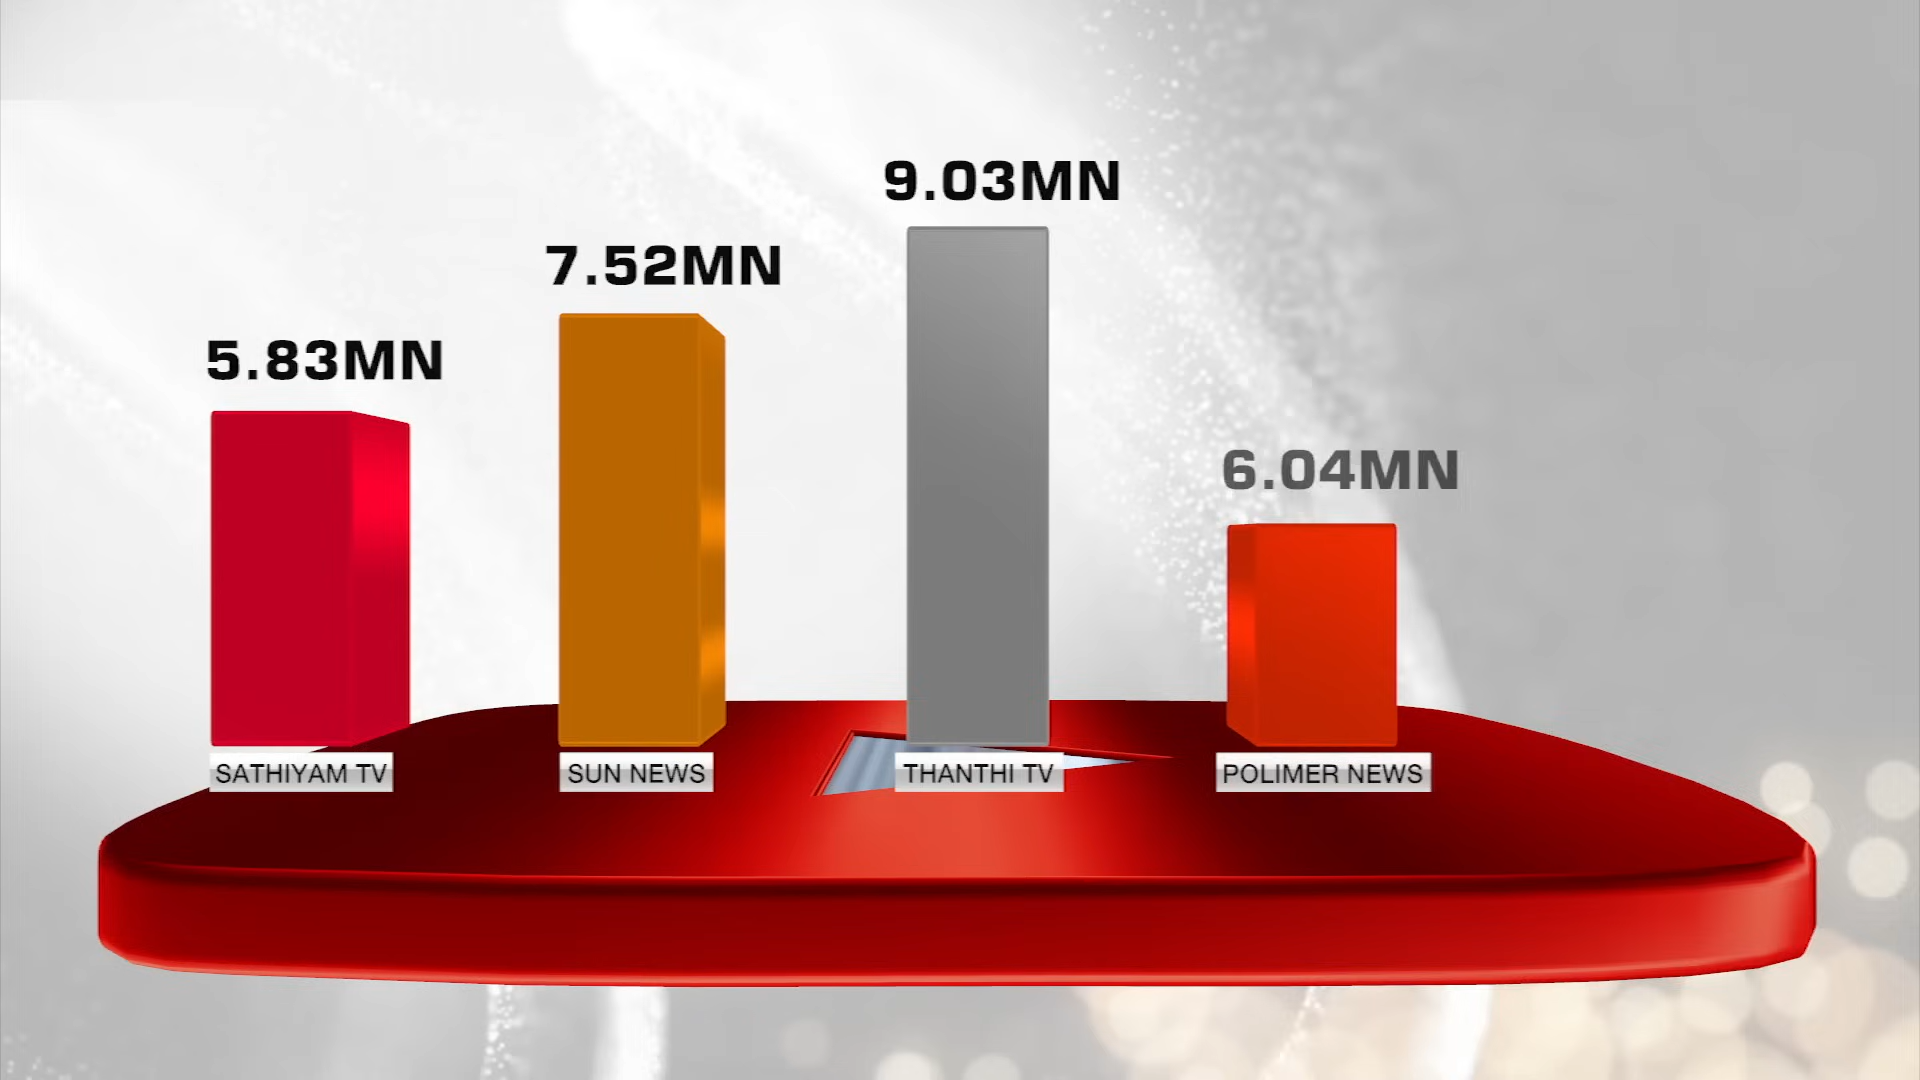 9.03MN
7.52MN
5.83MN
6.04MN
SATHIYAM TV
SUN NEWS
THANTHI TV
POLIMER NEWS